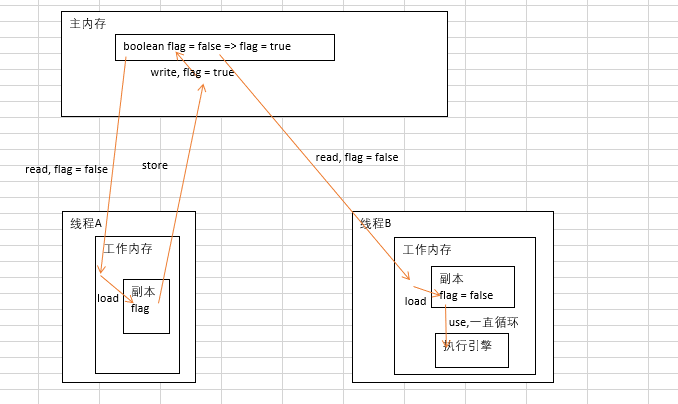 主内存
boolean flag = false => flag = true
write, flag = true
read, flag = false
store
read, flag = false
线程A
工作内存
副本
load
flag
线程B
工作内存
副本
flag = false
load
use,一直循环
执行引擎